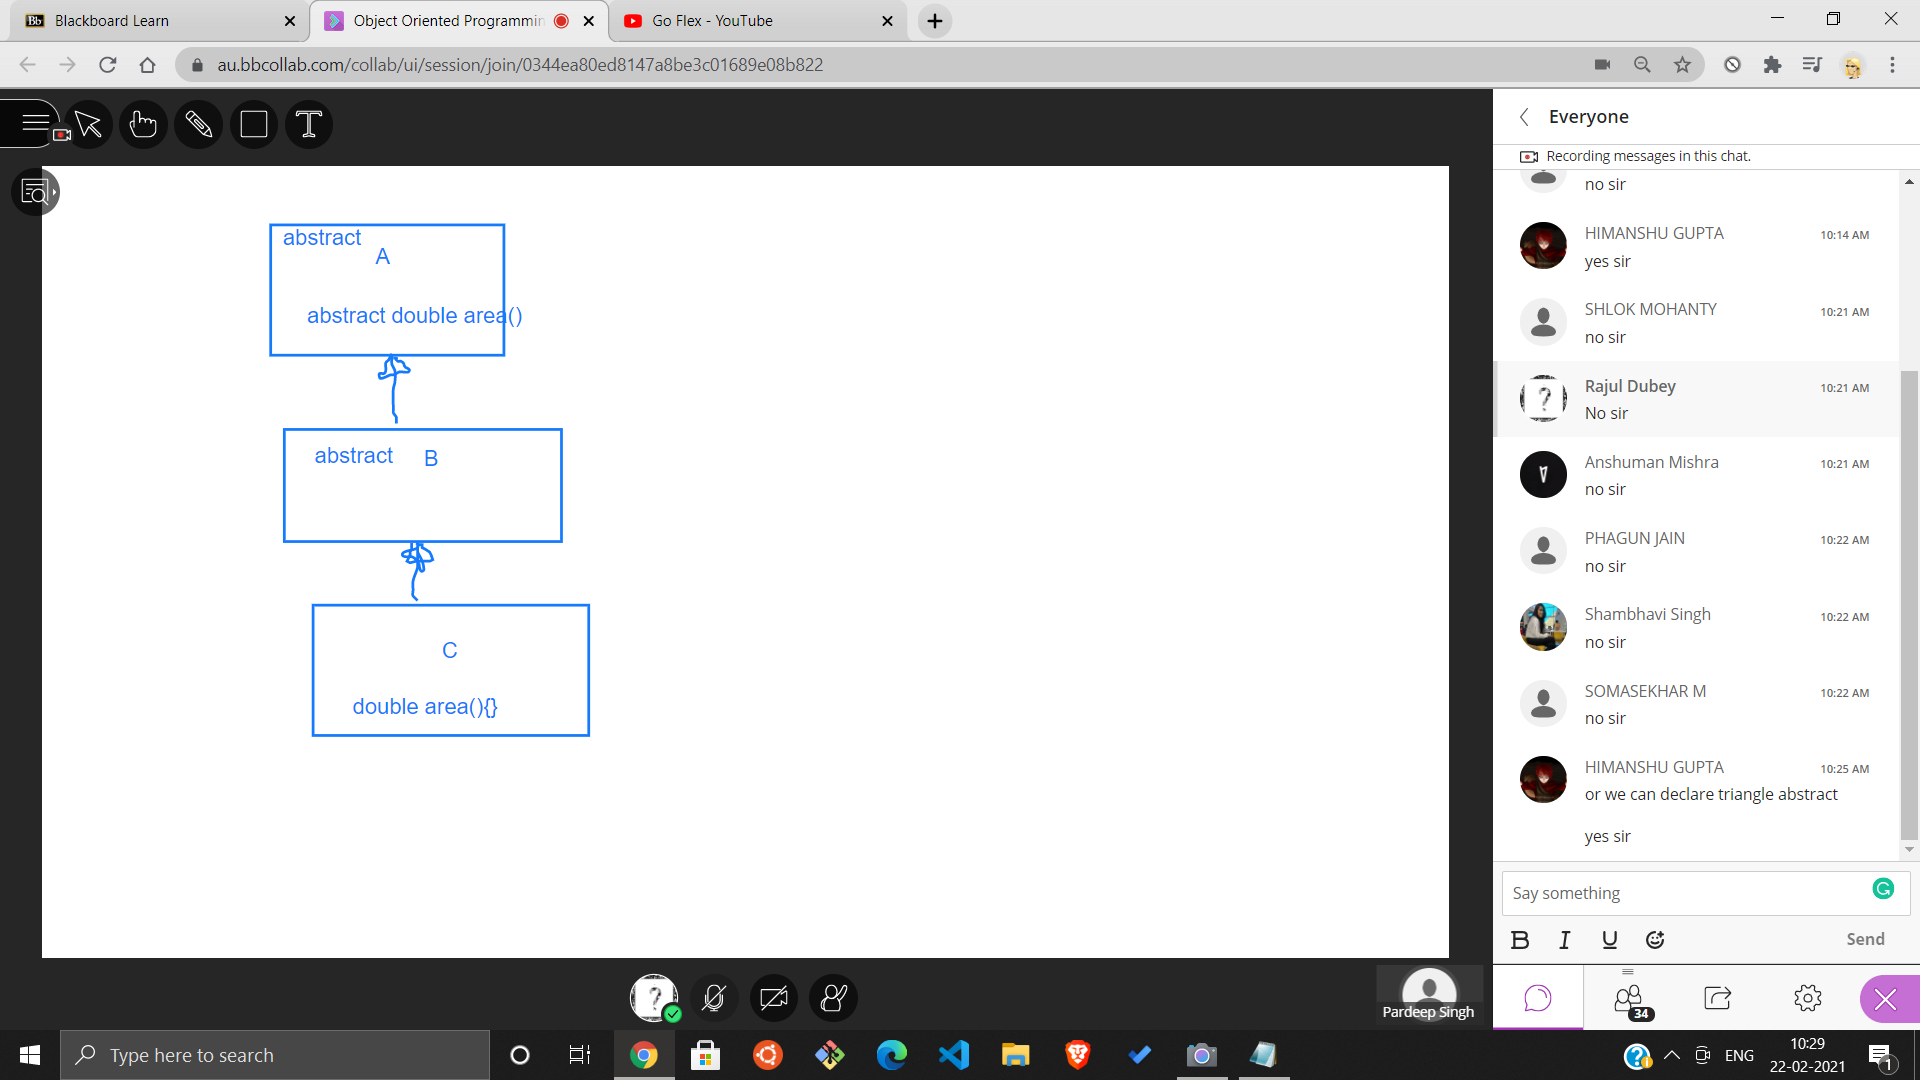 Blackboard Learn
Object Oriented Programmin
Go Flex - YouTube
au.bbcollab.com/collab/ui/session/join/0344ea80ed8147a8be3c01689e08b822
T
abstract
A
abstract double area()
abstract B
C
double area(){}
Everyone
Recording messages in this chat.
no sir
HIMANSHU GUPTA 10:14 AM
yes sir
SHLOK MOHANTY 10:21 AM
no sir
Rajul Dubey 10:21 AM
No sir
Anshuman Mishra 10:21 AM
no sir
PHAGUN JAIN 10:22 AM
no sir
Shambhavi Singh 10:22 AM
no sir
SOMASEKHAR M 10:22 AM
no sir
HIMANSHU GUPTA 10:25 AM
or we can declare triangle abstract
yes sir
Say something
B I U
Send
34
Pardeep Singh
Type here to search
ENG
10:29
22-02-2021
1